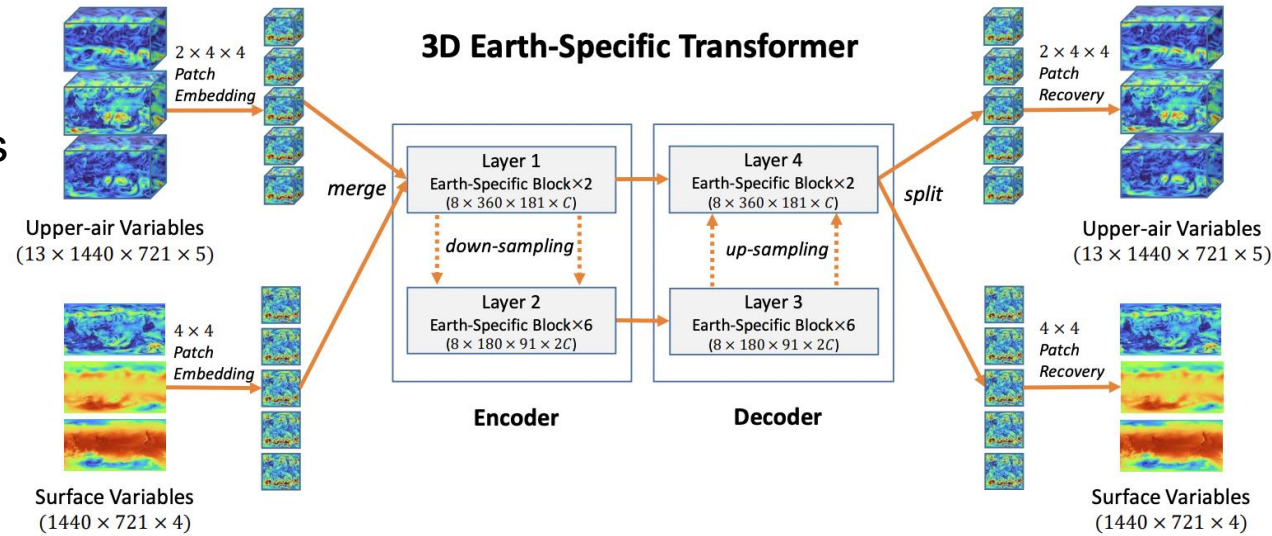 3D Earth-Specific Transformer
s
2 × 4 × 4
Patch
Embedding
Upper-air Variables
(13 × 1440 × 721 × 5)
4 × 4
Patch
Embedding
Surface Variables
(1440 × 721 × 4)
merge
Layer 1
Earth-Specific Block×2
(8 × 360 × 181 × C)
down-sampling
Layer 2
Earth-Specific Block×6
(8 × 180 × 91 × 2C)
Encoder
Layer 4
Earth-Specific Block×2
(8 × 360 × 181 × C)
up-sampling
Layer 3
Earth-Specific Block×6
(8 × 180 × 91 × 2C)
Decoder
split
2 × 4 × 4
Patch
Recovery
Upper-air Variables
(13 × 1440 × 721 × 5)
4 × 4
Patch
Recovery
Surface Variables
(1440 × 721 × 4)